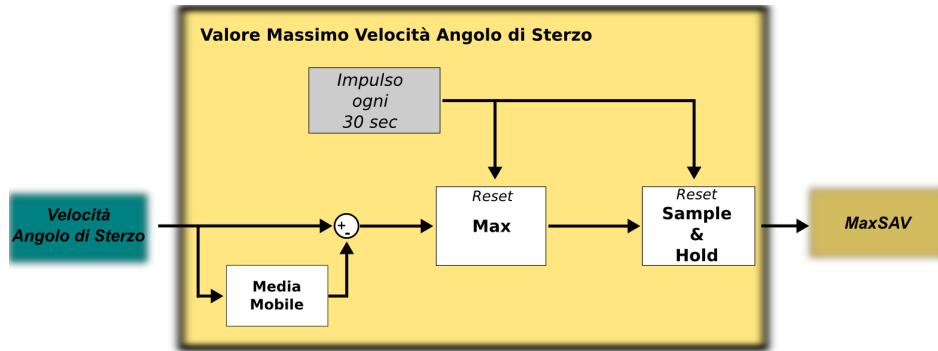 Valore Massimo Velocità Angolo di Sterzo
Impulso
ogni
30 sec
Velocità
Angolo di Sterzo
+
-
Media
Mobile
Reset
Max
Reset
Sample
&
Hold
MaxSAV